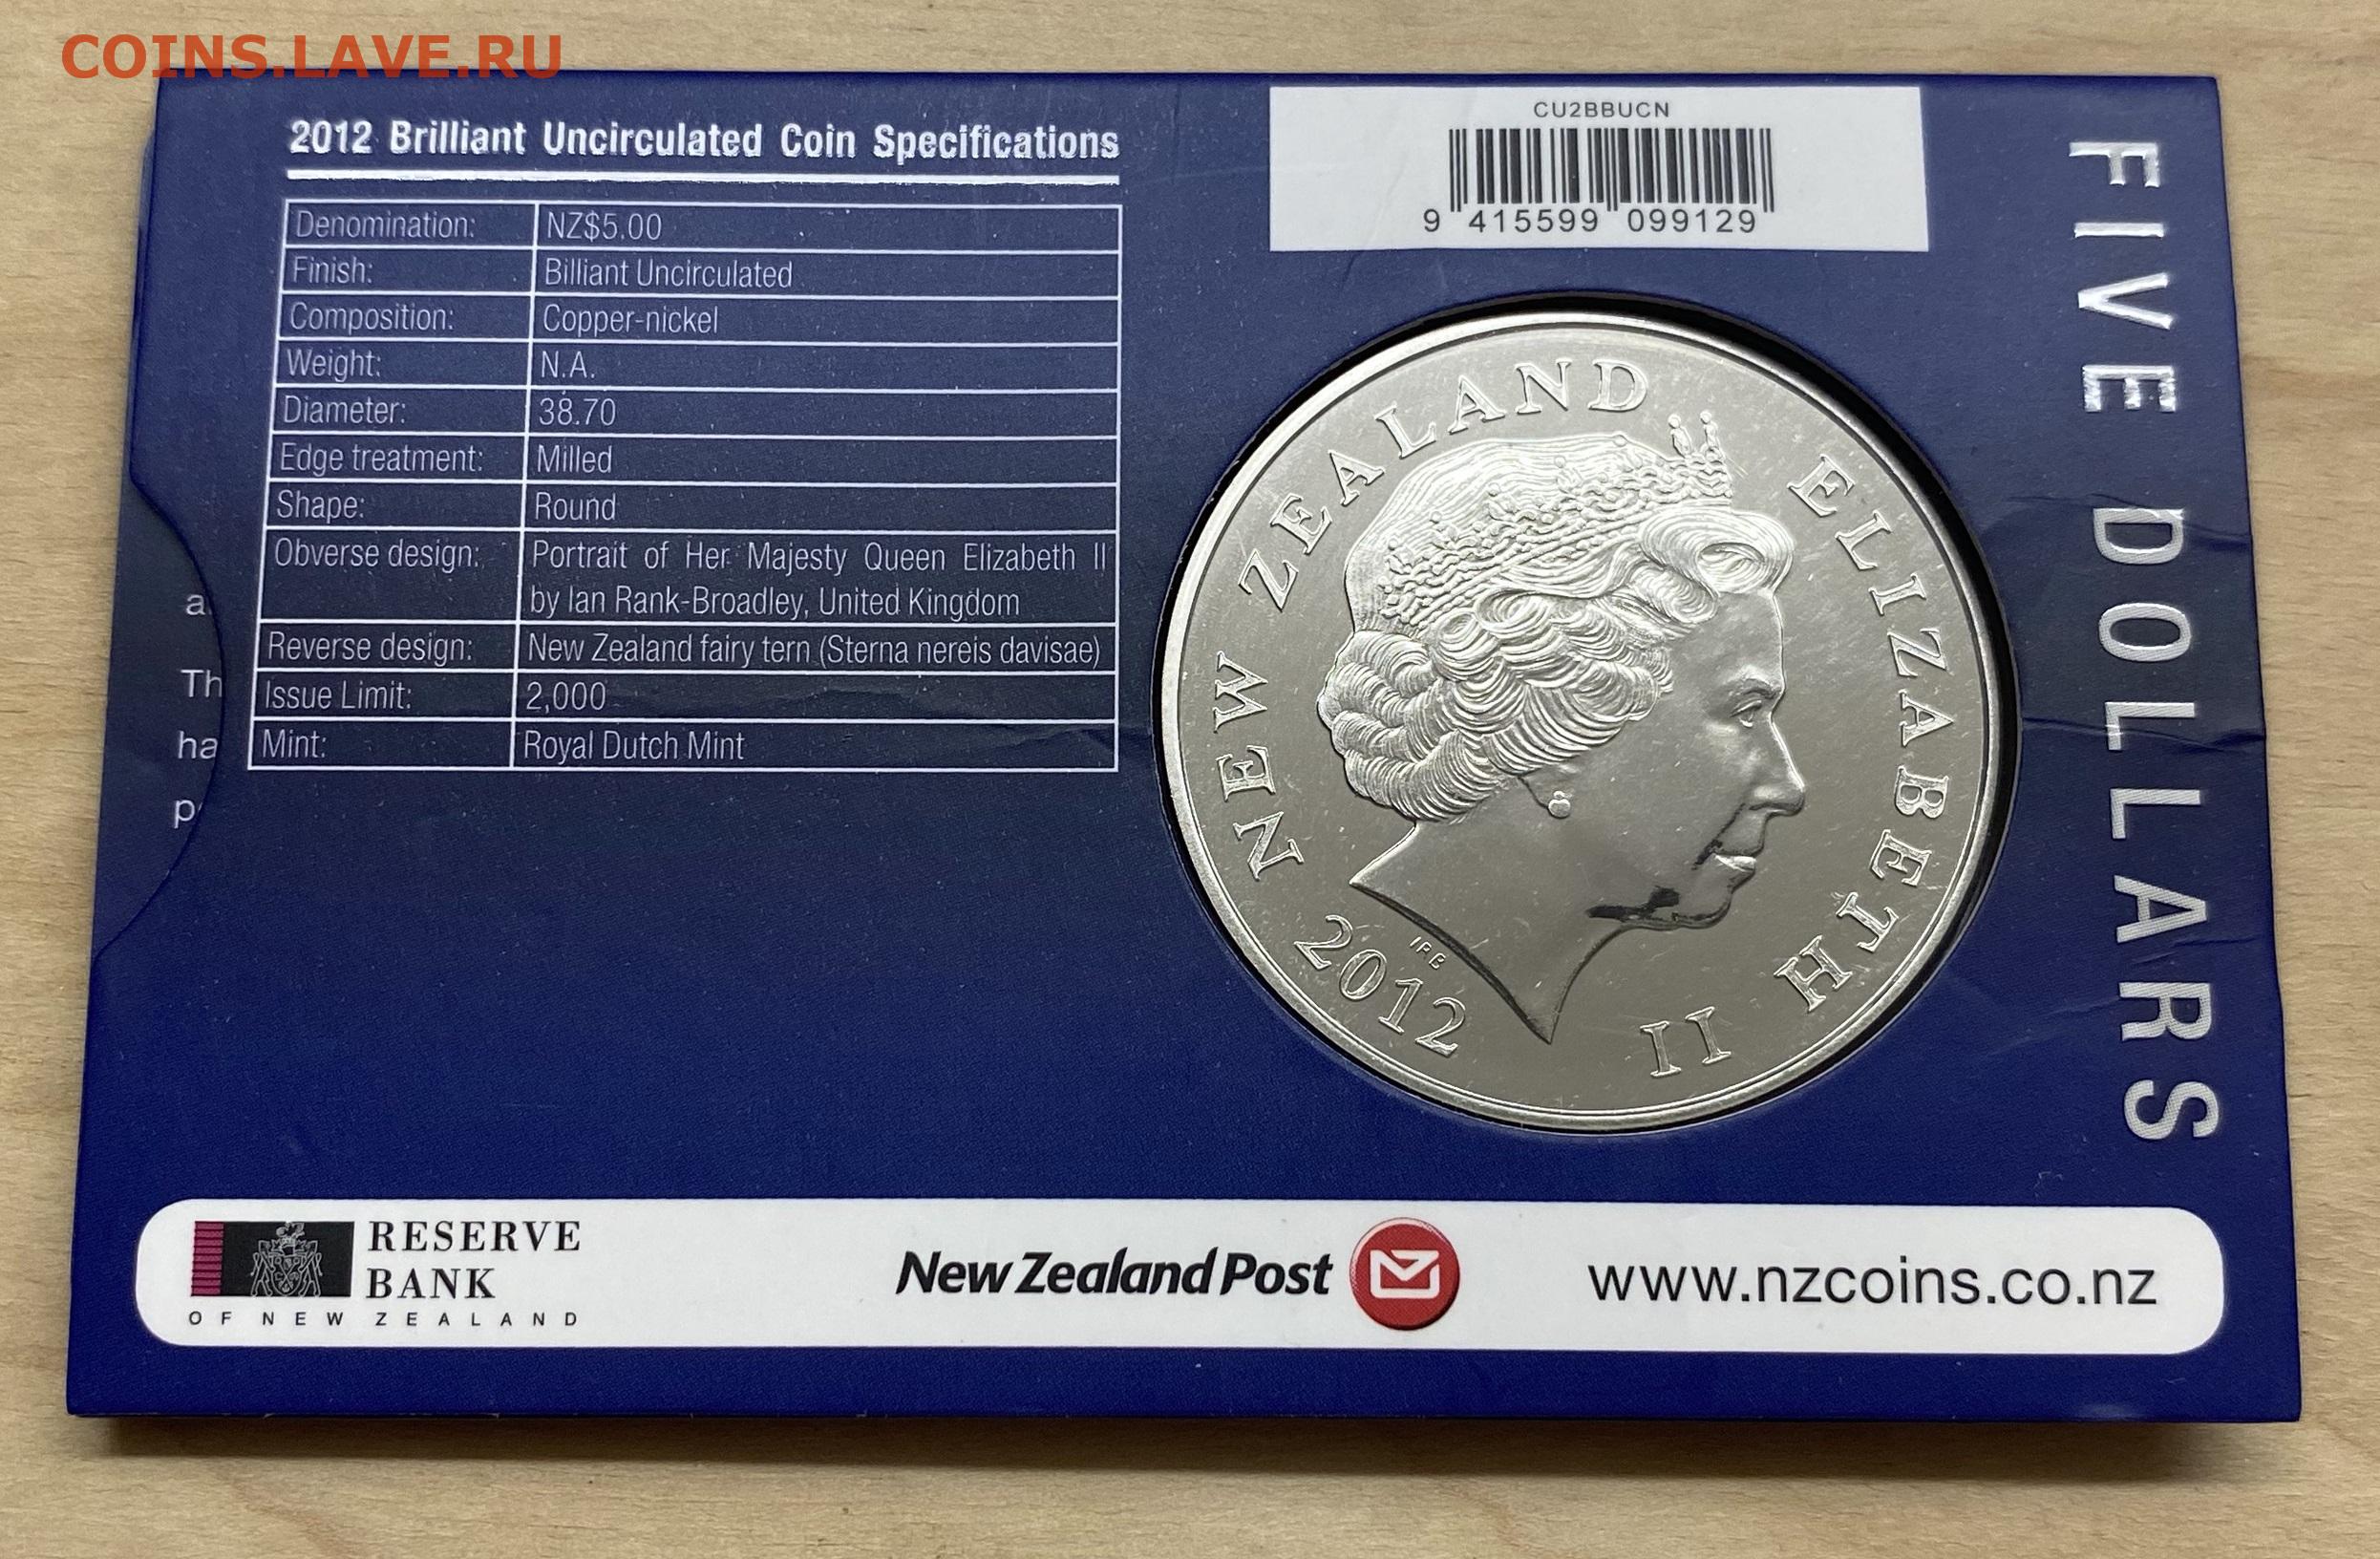 COINS.LAVE.RU
2012 Brilliant Uncirculated Coin Specifications
Denomination: NZ$5.00
Finish: Billiant Uncirculated
Composition: Copper-nickel
Weight: N.A.
Diameter: 38.70
Edge treatment: Milled
Shape: Round
Obverse design: Portrait of Her Majesty Queen Elizabeth II
by Ian Rank-Broadley, United Kingdom
Reverse design: New Zealand fairy tern (Sterna nereis davisae)
Issue Limit: 2,000
Mint: Royal Dutch Mint
a
Th
ha
p
CU2BBUCN
9 415599 099129
NEW ZEALAND ELIZABETH II
2012
IRB
FIVE DOLLARS
RESERVE
BANK
OF NEW ZEALAND
New Zealand Post
www.nzcoins.co.nz